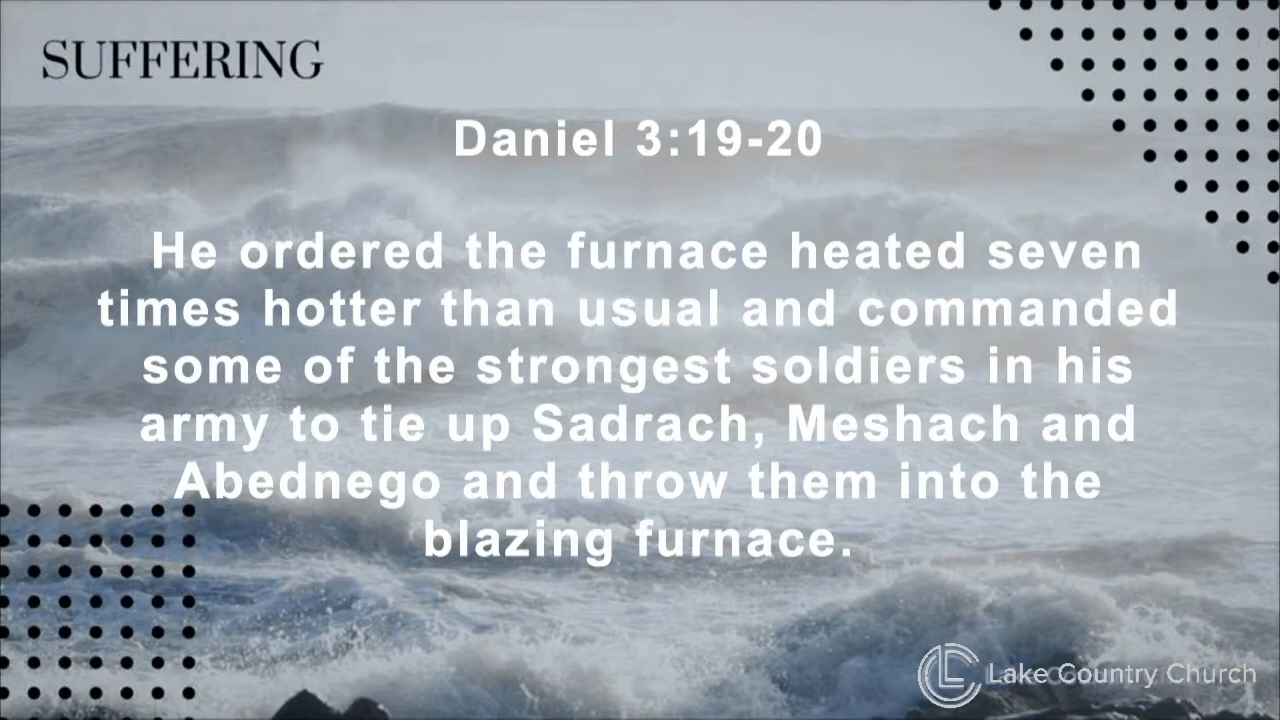 SUFFERING
Daniel 3:19-20
He ordered the furnace heated seven
times hotter than usual and commanded
some of the strongest soldiers in his
army to tie up Sadrach, Meshach and
Abednego and throw them into the
blazing furnace.
Lake Country Church